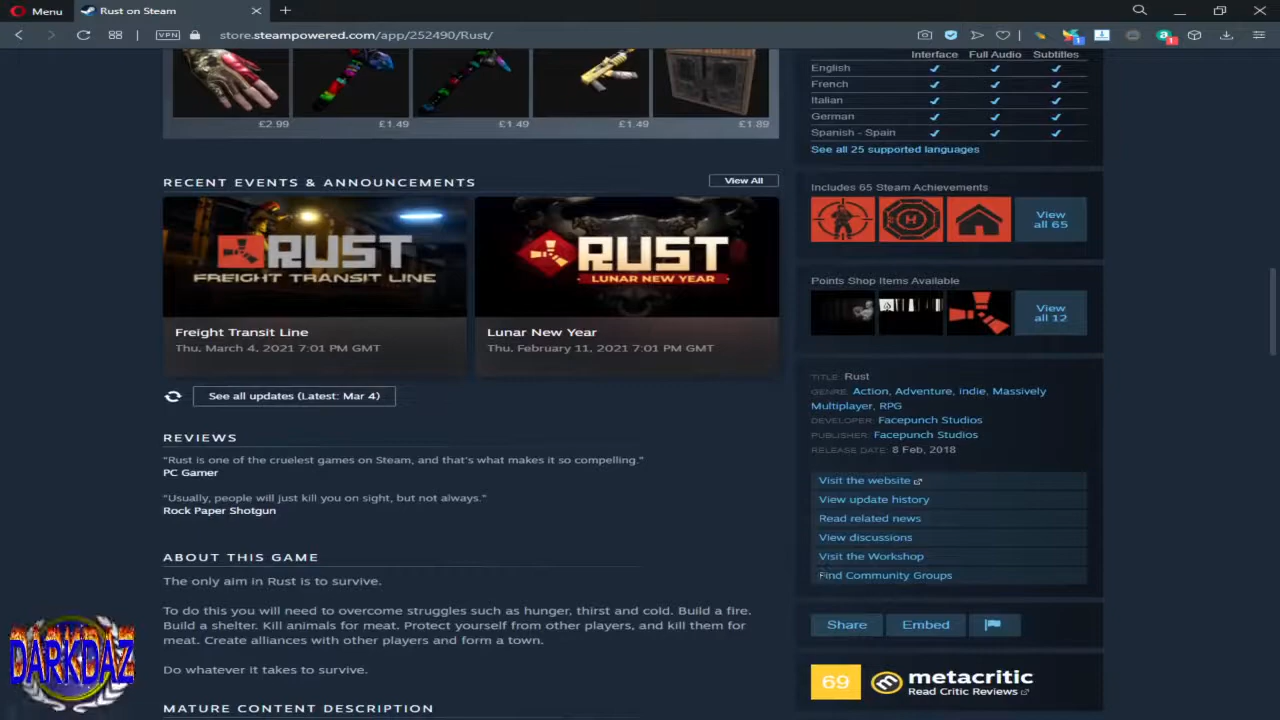 Menu
Rust on Steam
VPN
store.steampowered.com/app/252490/Rust/
£2.99
£1.49
£1.49
£1.49
£1.89
RECENT EVENTS & ANNOUNCEMENTS
View All
RUST
FREIGHT TRANSIT LINE
RUST
LUNAR NEW YEAR
Freight Transit Line
Thu, March 4, 2021 7:01 PM GMT
Lunar New Year
Thu, February 11, 2021 7:01 PM GMT
See all updates (Latest: Mar 4)
REVIEWS
"Rust is one of the cruelest games on Steam, and that's what makes it so compelling."
PC Gamer
"Usually, people will just kill you on sight, but not always."
Rock Paper Shotgun
ABOUT THIS GAME
The only aim in Rust is to survive.
To do this you will need to overcome struggles such as hunger, thirst and cold. Build a fire.
Build a shelter. Kill animals for meat. Protect yourself from other players, and kill them for
meat. Create alliances with other players and form a town.
Do whatever it takes to survive.
MATURE CONTENT DESCRIPTION
Interface Full Audio Subtitles
English
French
Italian
German
Spanish - Spain
See all 25 supported languages
Includes 65 Steam Achievements
H
View
all 65
Points Shop Items Available
View
all 12
TITLE: Rust
GENRE: Action, Adventure, Indie, Massively
Multiplayer, RPG
DEVELOPER: Facepunch Studios
PUBLISHER: Facepunch Studios
RELEASE DATE: 8 Feb, 2018
Visit the website
View update history
Read related news
View discussions
Visit the Workshop
Find Community Groups
Share
Embed
69
metacritic
Read Critic Reviews
DARKDAZ